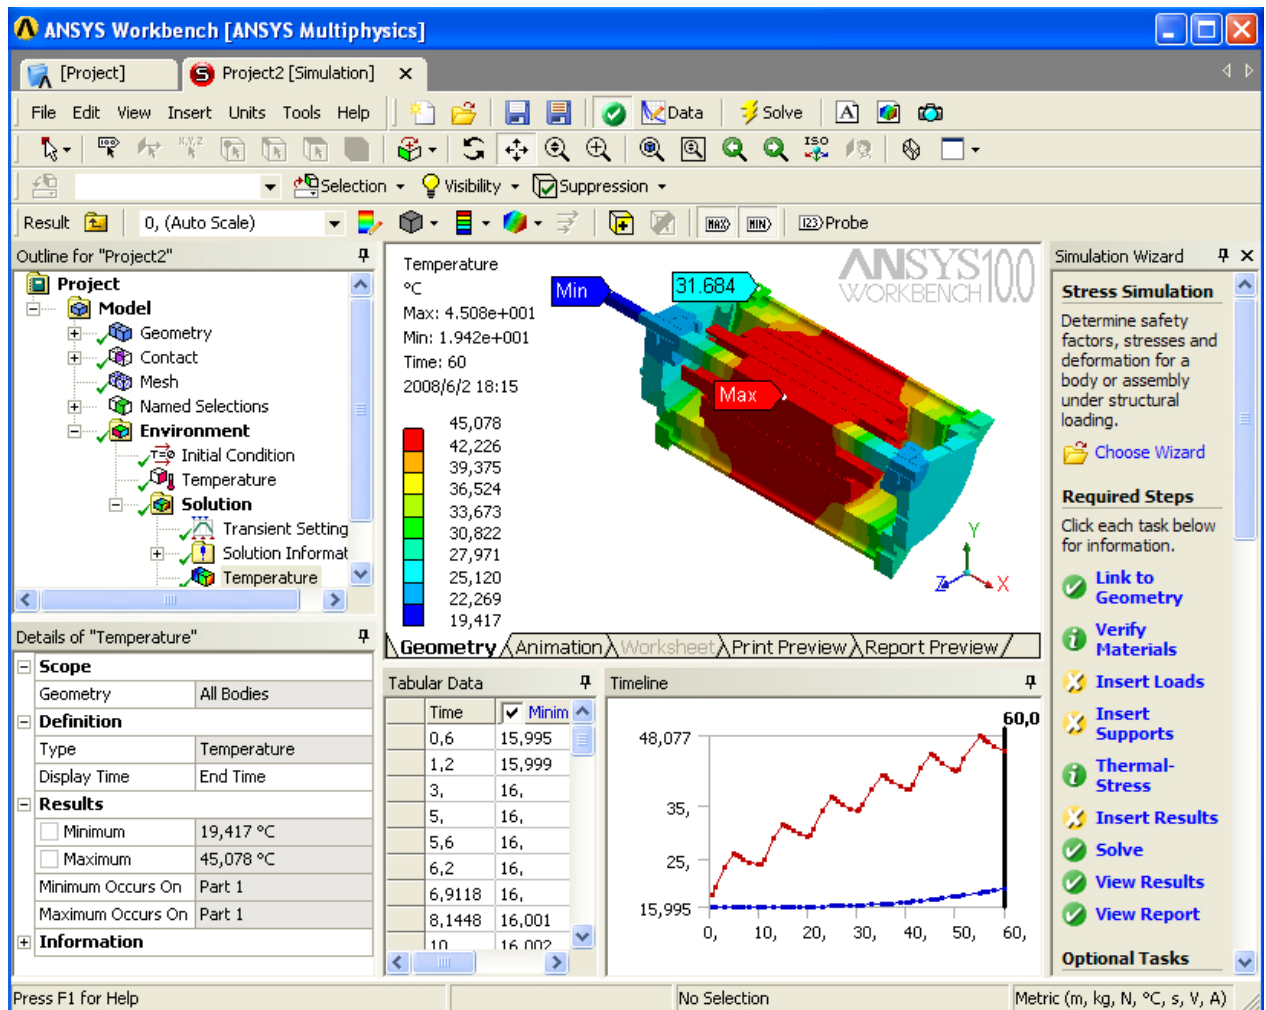 ANSYS Workbench [ANSYS Multiphysics]
[Project]
Project2 [Simulation]
File Edit View Insert Units Tools Help
Data
Solve
A
X,Y,Z
ISO
Selection
Visibility
Suppression
Result
0, (Auto Scale)
MAX
MIN
123
Probe
Outline for "Project2"
Project
Model
Geometry
Contact
Mesh
Named Selections
Environment
Initial Condition
Temperature
Solution
Transient Setting
Solution Informat
Temperature
Details of "Temperature"
Scope
Geometry All Bodies
Definition
Type Temperature
Display Time End Time
Results
Minimum 19,417 °C
Maximum 45,078 °C
Minimum Occurs On Part 1
Maximum Occurs On Part 1
Information
Temperature
°C
Max: 4.508e+001
Min: 1.942e+001
Time: 60
2008/6/2 18:15
45,078
42,226
39,375
36,524
33,673
30,822
27,971
25,120
22,269
19,417
Min
31.684
Max
ANSYS 10.0
WORKBENCH
Y
Z
X
Geometry Animation Worksheet Print Preview Report Preview
Tabular Data
Time Minim
0,6 15,995
1,2 15,999
3, 16,
5, 16,
5,6 16,
6,2 16,
6,9118 16,
8,1448 16,001
10 16,002
Timeline
60,0
48,077
35,
25,
15,995
0, 10, 20, 30, 40, 50, 60,
Simulation Wizard
Stress Simulation
Determine safety
factors, stresses and
deformation for a
body or assembly
under structural
loading.
Choose Wizard
Required Steps
Click each task below
for information.
Link to
Geometry
Verify
Materials
Insert Loads
Insert
Supports
Thermal-
Stress
Insert Results
Solve
View Results
View Report
Optional Tasks
Press F1 for Help
No Selection
Metric (m, kg, N, °C, s, V, A)